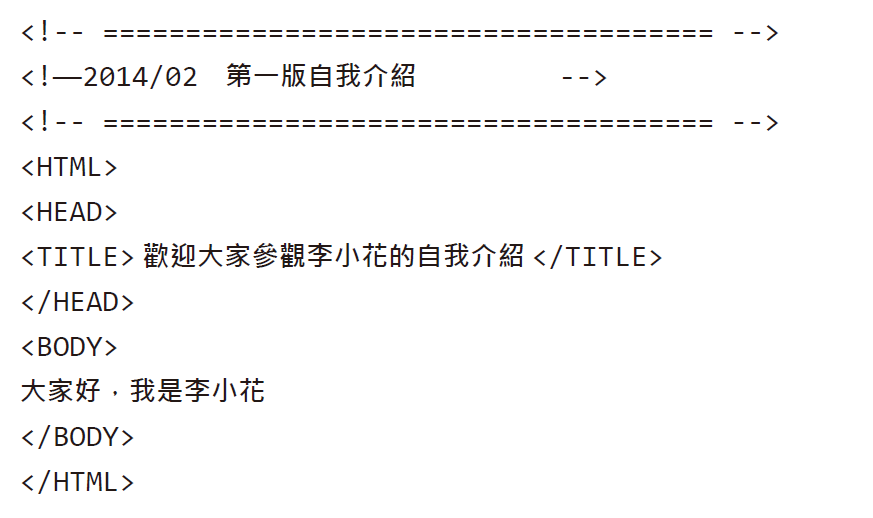 <!-- ===================================== -->
<!——2014/02 第一版自我介紹 -->
<!-- ===================================== -->
<HTML>
<HEAD>
<TITLE> 歡迎大家參觀李小花的自我介紹 </TITLE>
</HEAD>
<BODY>
大家好，我是李小花
</BODY>
</HTML>